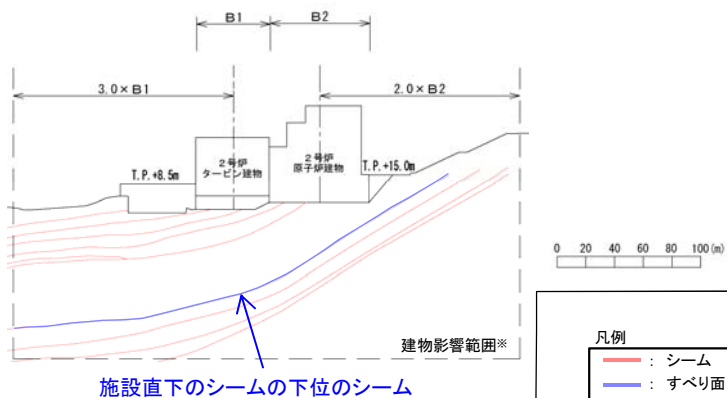 B1
B2
3.0×B1
2.0×B2
2号炉
タービン建物
2号炉
原子炉建物
T.P.+8.5m
T.P.+15.0m
0 20 40 60 80 100(m)
建物影響範囲※
施設直下のシームの下位のシーム
凡例
: シーム
: すべり面